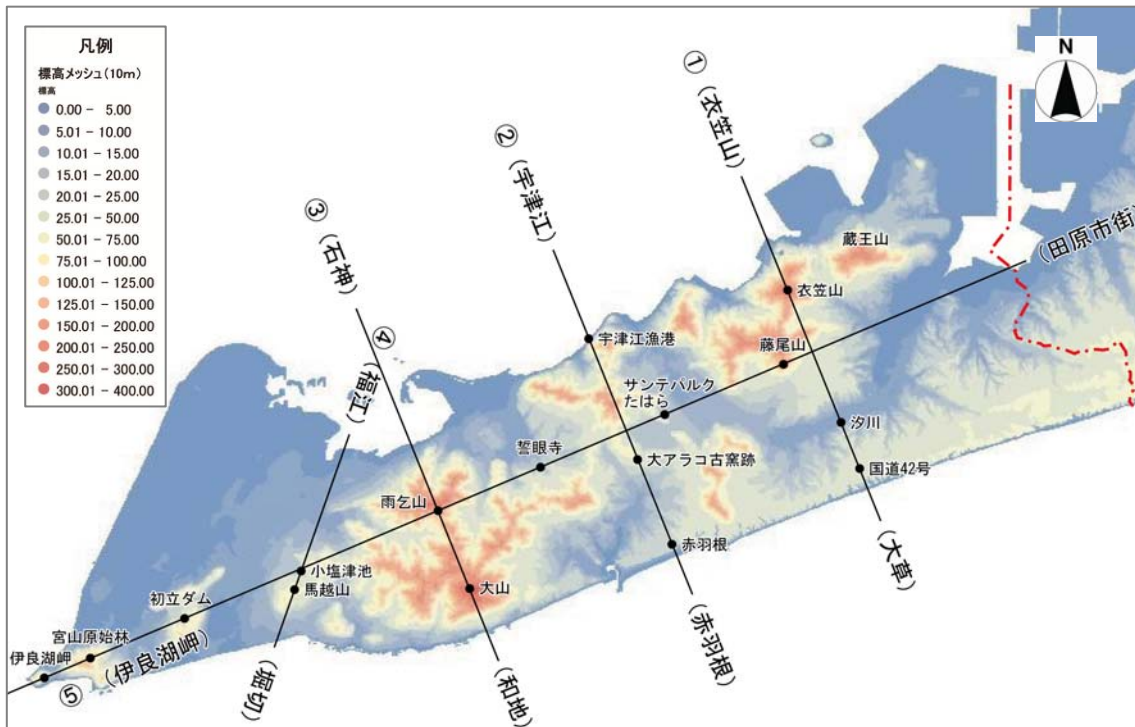 凡例
標高メッシュ(10m)
標高
0.00 - 5.00
5.01 - 10.00
10.01 - 15.00
15.01 - 20.00
20.01 - 25.00
25.01 - 50.00
50.01 - 75.00
75.01 - 100.00
100.01 - 125.00
125.01 - 150.00
150.01 - 200.00
200.01 - 250.00
250.01 - 300.00
300.01 - 400.00
N
① (衣笠山)
② (宇津江)
③ (石神)
④ (福江)
(田原市街)
蔵王山
衣笠山
宇津江漁港
藤尾山
サンテパルク
たはら
汐川
誓眼寺
大アラコ古窯跡
国道42号
雨乞山
赤羽根
小塩津池
馬越山
大山
(大草)
初立ダム
宮山原始林
伊良湖岬
⑤ (伊良湖岬)
(堀切)
(和地)
(赤羽根)